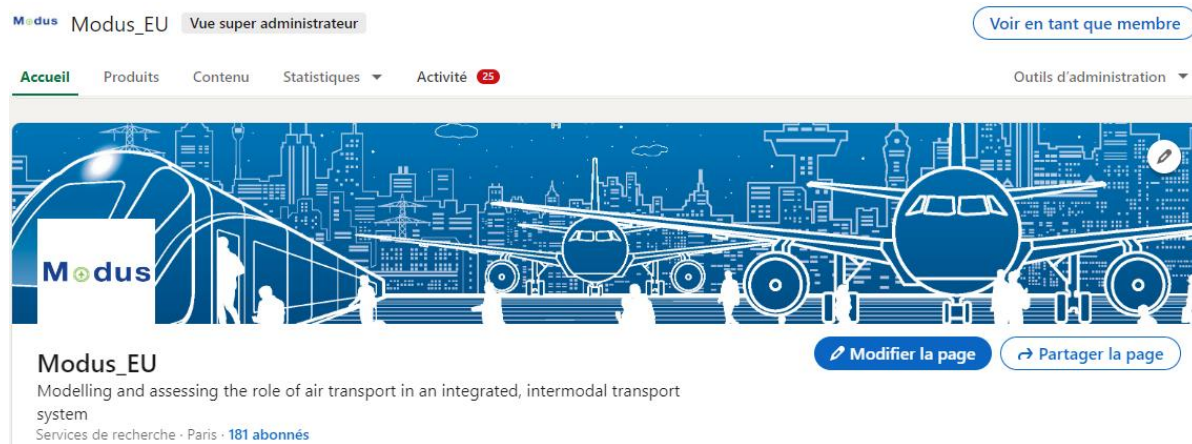 Modus Modus_EU Vue super administrateur Voir en tant que membre
Accueil Produits Contenu Statistiques Activité 25 Outils d'administration
Modus
Modus_EU
Modifier la page Partager la page
Modelling and assessing the role of air transport in an integrated, intermodal transport
system
Services de recherche · Paris · 181 abonnés